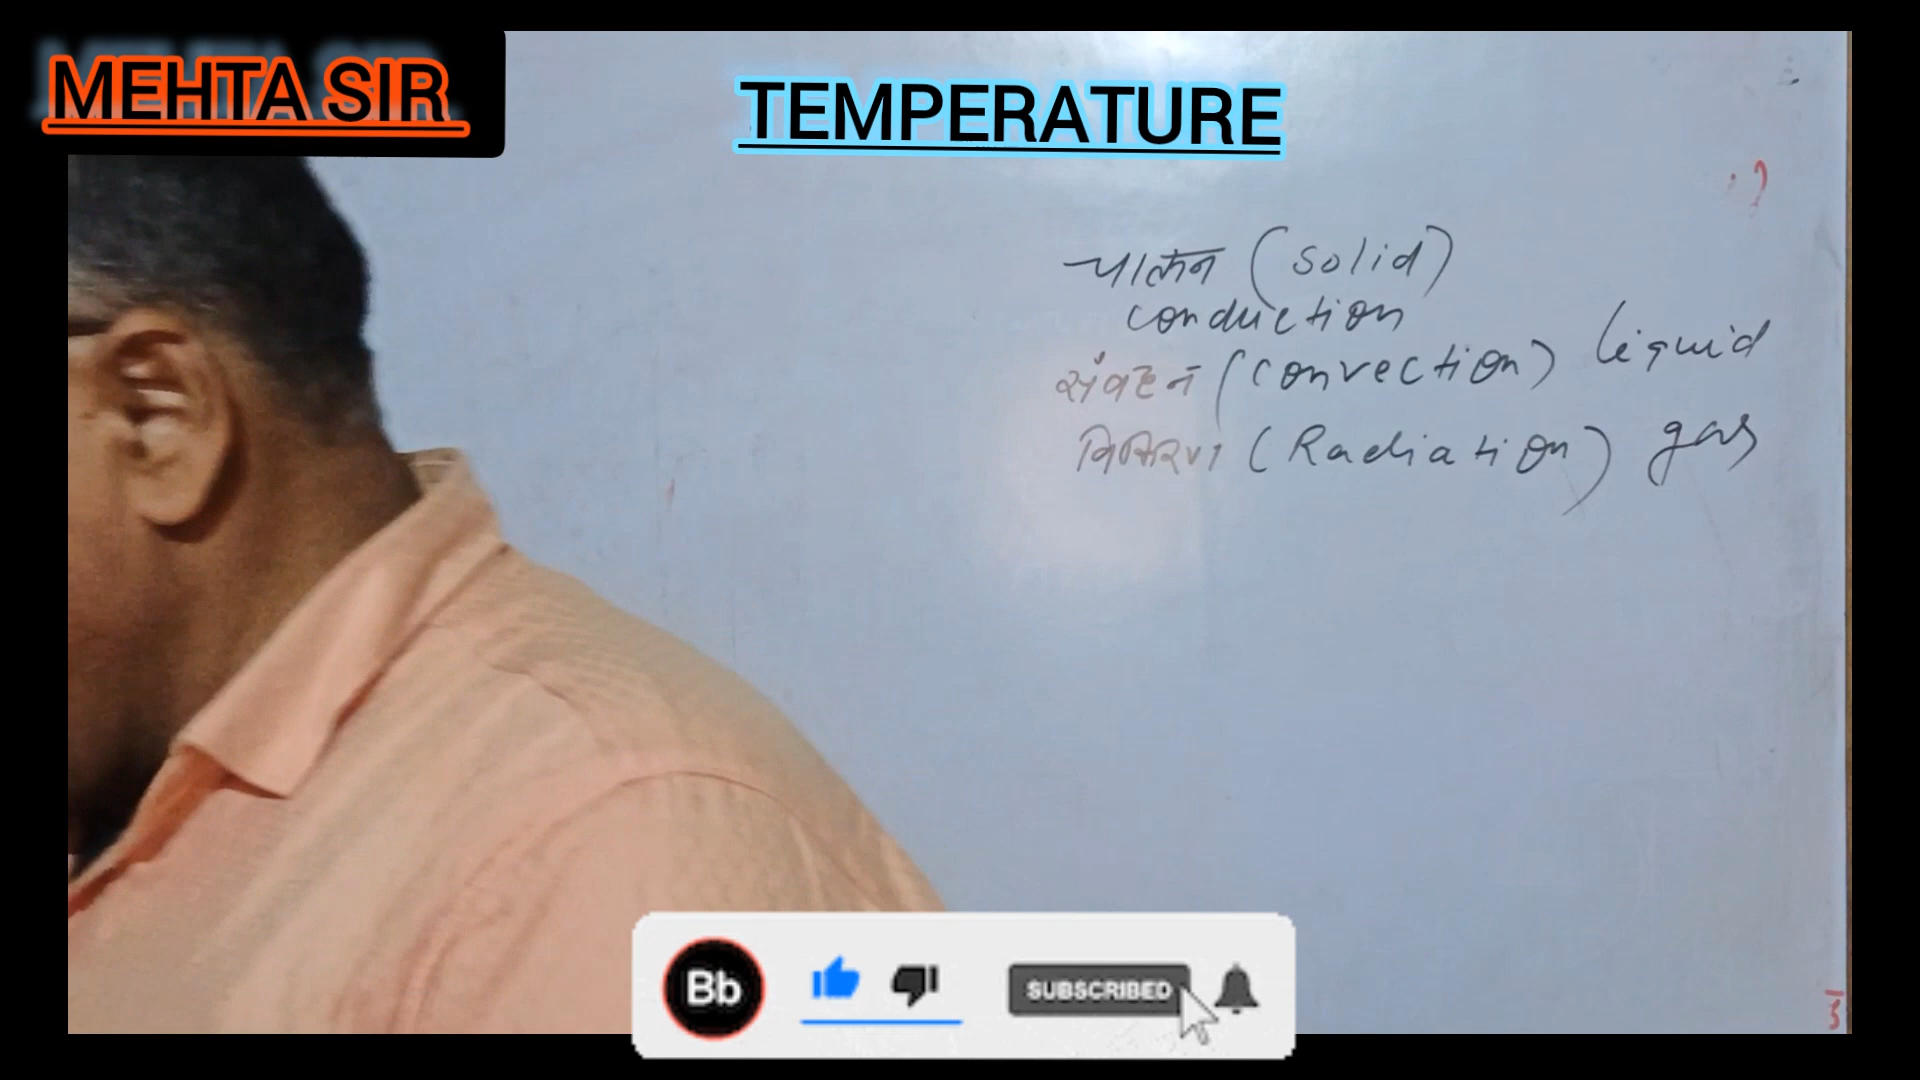 MEHTA SIR
TEMPERATURE
चालन (Solid)
conduction
संवहन (convection) liquid
विकिरण (Radiation) gas
Bb
SUBSCRIBED